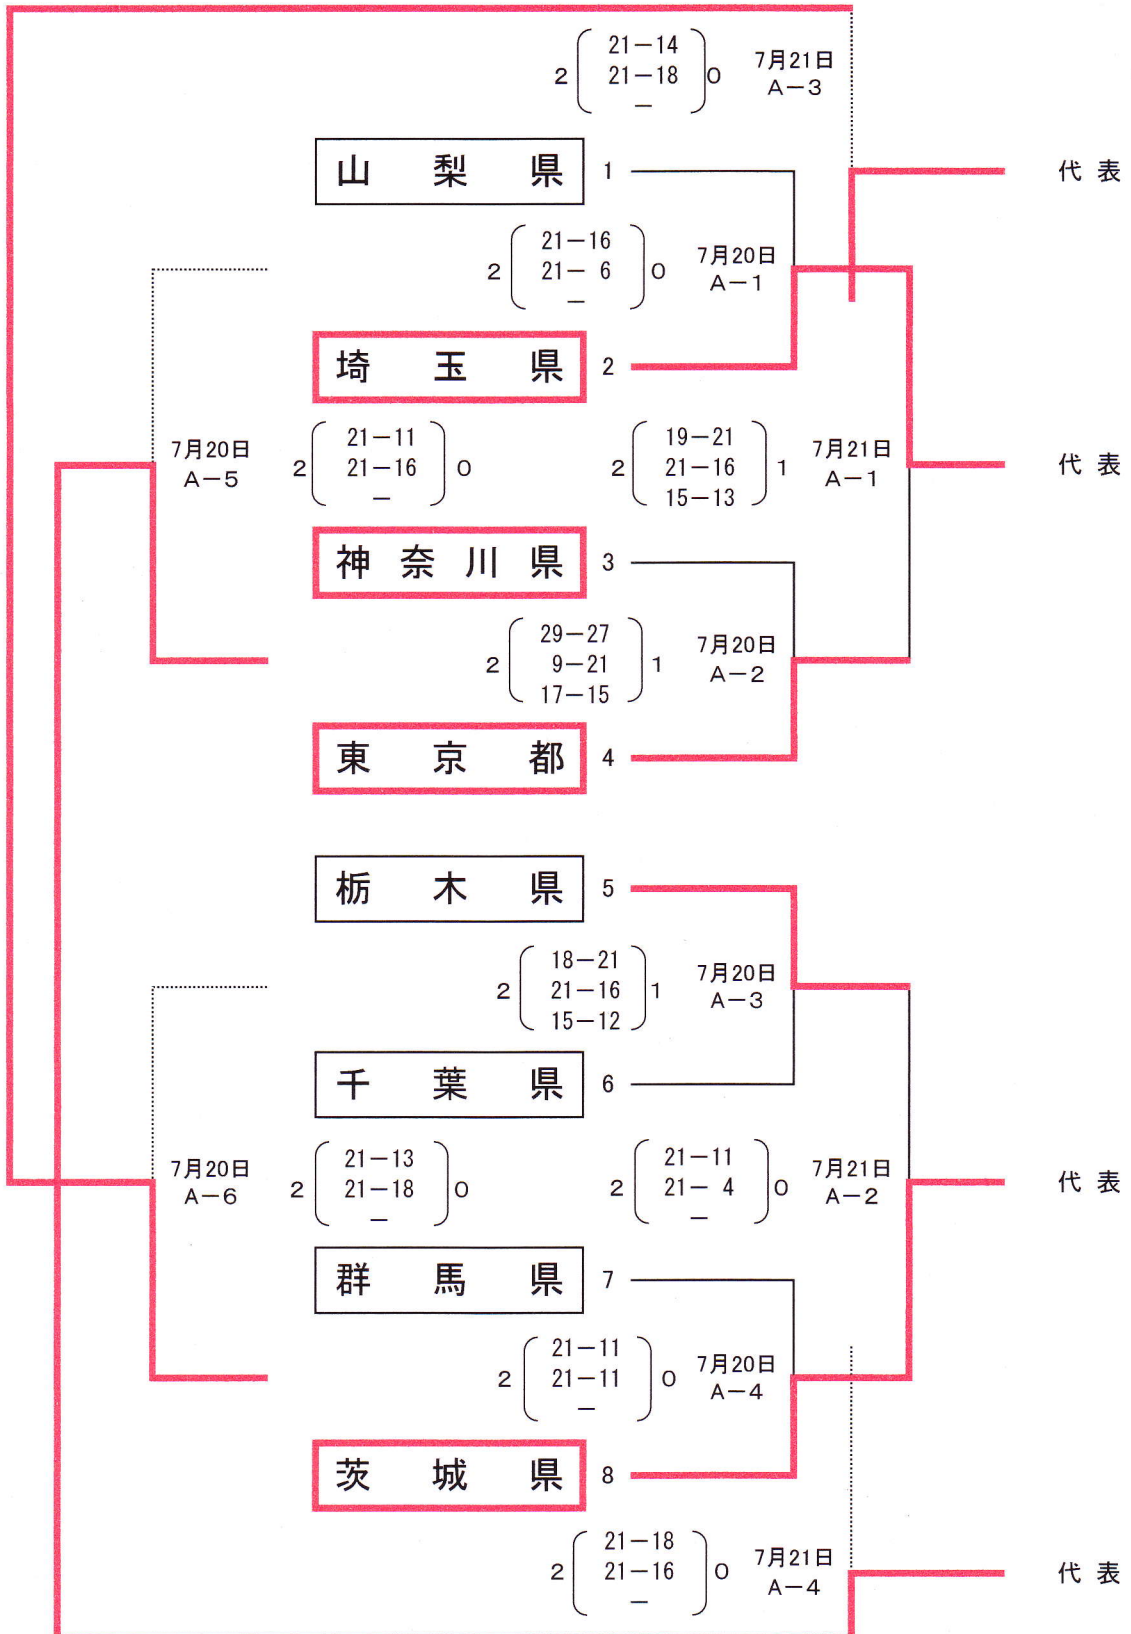 21－14
2 21－18 0 7月21日
－ A－3
山梨県 1 代表
21－16 7月20日
2 21－ 6 0 A－1
－
埼玉県 2
7月20日 21－11 19－21 7月21日 代表
A－5 2 21－16 0 2 21－16 1 A－1
－ 15－13
神奈川県 3
29－27 7月20日
2 9－21 1 A－2
17－15
東京都 4
栃木県 5
18－21 7月20日
2 21－16 1 A－3
15－12
千葉県 6
7月20日 21－13 21－11 7月21日 代表
A－6 2 21－18 0 2 21－ 4 0 A－2
－ －
群馬県 7
21－11 7月20日
2 21－11 0 A－4
－
茨城県 8
21－18 7月21日 代表
2 21－16 0 A－4
－